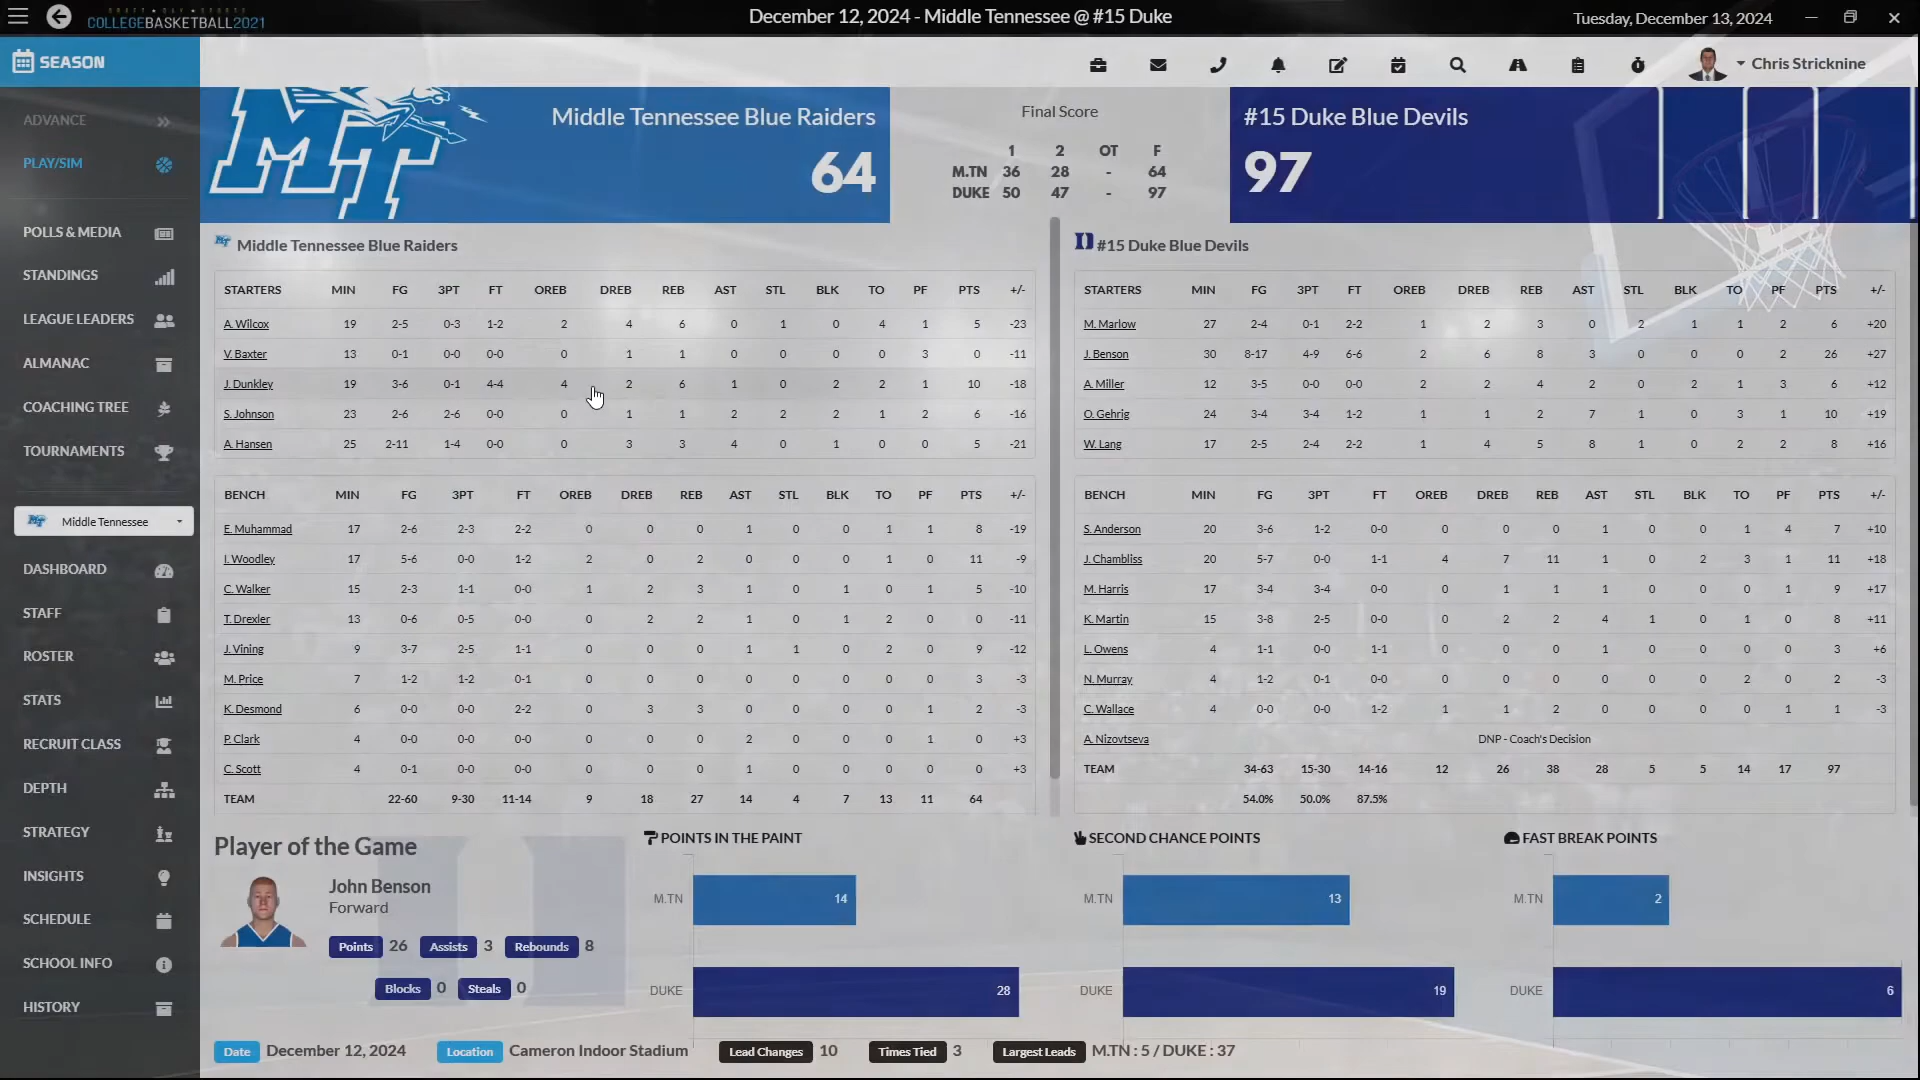 DRAFT • DAY • SPORTS
COLLEGEBASKETBALL2021
December 12, 2024 - Middle Tennessee @ #15 Duke
Tuesday, December 13, 2024
SEASON
Chris Stricknine
ADVANCE
PLAY/SIM
POLLS & MEDIA
STANDINGS
LEAGUE LEADERS
ALMANAC
COACHING TREE
TOURNAMENTS
Middle Tennessee
DASHBOARD
STAFF
ROSTER
STATS
RECRUIT CLASS
DEPTH
STRATEGY
INSIGHTS
SCHEDULE
SCHOOL INFO
HISTORY
MT
Middle Tennessee Blue Raiders
64
Final Score
1 2 OT F
M.TN 36 28 - 64
DUKE 50 47 - 97
#15 Duke Blue Devils
97
Middle Tennessee Blue Raiders
STARTERS MIN FG 3PT FT OREB DREB REB AST STL BLK TO PF PTS +/-
A. Wilcox 19 2-5 0-3 1-2 2 4 6 0 1 0 4 1 5 -23
V. Baxter 13 0-1 0-0 0-0 0 1 1 0 0 0 0 3 0 -11
J. Dunkley 19 3-6 0-1 4-4 4 2 6 1 0 2 2 1 10 -18
S. Johnson 23 2-6 2-6 0-0 0 1 1 2 2 2 1 2 6 -16
A. Hansen 25 2-11 1-4 0-0 0 3 3 4 0 1 0 0 5 -21
BENCH MIN FG 3PT FT OREB DREB REB AST STL BLK TO PF PTS +/-
E. Muhammad 17 2-6 2-3 2-2 0 0 0 1 0 0 1 1 8 -19
I. Woodley 17 5-6 0-0 1-2 2 0 2 0 0 0 1 0 11 -9
C. Walker 15 2-3 1-1 0-0 1 2 3 1 0 1 0 1 5 -10
T. Drexler 13 0-6 0-5 0-0 0 2 2 1 0 1 2 0 0 -11
J. Vining 9 3-7 2-5 1-1 0 0 0 1 1 0 2 0 9 -12
M. Price 7 1-2 1-2 0-1 0 0 0 0 0 0 0 0 3 -3
K. Desmond 6 0-0 0-0 2-2 0 3 3 0 0 0 0 1 2 -3
P. Clark 4 0-0 0-0 0-0 0 0 0 2 0 0 0 1 0 +3
C. Scott 4 0-1 0-0 0-0 0 0 0 1 0 0 0 0 0 +3
TEAM 22-60 9-30 11-14 9 18 27 14 4 7 13 11 64
#15 Duke Blue Devils
STARTERS MIN FG 3PT FT OREB DREB REB AST STL BLK TO PF PTS +/-
M. Marlow 27 2-4 0-1 2-2 1 2 3 0 2 1 1 2 6 +20
J. Benson 30 8-17 4-9 6-6 2 6 8 3 0 0 0 2 26 +27
A. Miller 12 3-5 0-0 0-0 2 2 4 2 0 2 1 3 6 +12
O. Gehrig 24 3-4 3-4 1-2 1 1 2 7 1 0 3 1 10 +19
W. Lang 17 2-5 2-4 2-2 1 4 5 8 1 0 2 2 8 +16
BENCH MIN FG 3PT FT OREB DREB REB AST STL BLK TO PF PTS +/-
S. Anderson 20 3-6 1-2 0-0 0 0 0 1 0 0 1 4 7 +10
J. Chambliss 20 5-7 0-0 1-1 4 7 11 1 0 2 3 1 11 +18
M. Harris 17 3-4 3-4 0-0 0 1 1 1 0 0 0 1 9 +17
K. Martin 15 3-8 2-5 0-0 0 2 2 4 1 0 1 0 8 +11
L. Owens 4 1-1 0-0 1-1 0 0 0 1 0 0 0 0 3 +6
N. Murray 4 1-2 0-1 0-0 0 0 0 0 0 0 2 0 2 -3
C. Wallace 4 0-0 0-0 1-2 1 1 2 0 0 0 0 1 1 -3
A. Nizovtseva DNP - Coach's Decision
TEAM 34-63 15-30 14-16 12 26 38 28 5 5 14 17 97
54.0% 50.0% 87.5%
Player of the Game
John Benson
Forward
Points 26 Assists 3 Rebounds 8
Blocks 0 Steals 0
POINTS IN THE PAINT
M.TN 14
DUKE 28
SECOND CHANCE POINTS
M.TN 13
DUKE 19
FAST BREAK POINTS
M.TN 2
DUKE 6
Date December 12, 2024 Location Cameron Indoor Stadium Lead Changes 10 Times Tied 3 Largest Leads M.TN : 5 / DUKE : 37